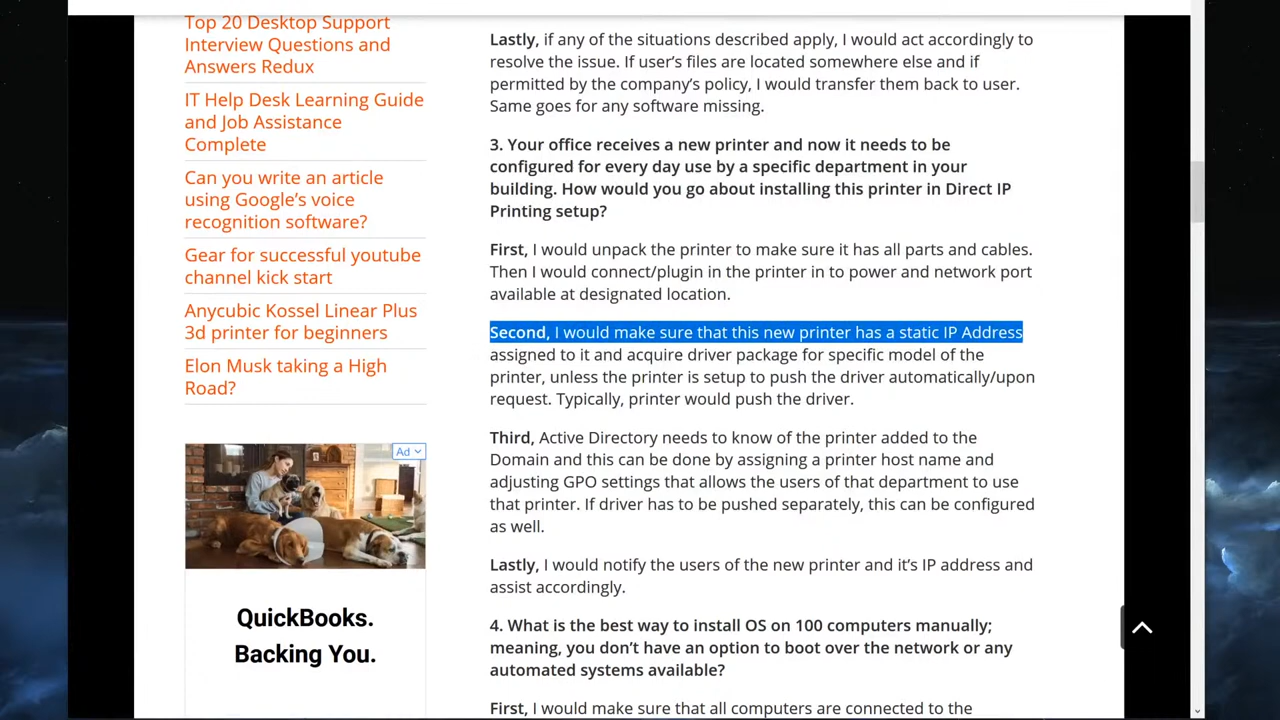 Top 20 Desktop Support
Interview Questions and
Answers Redux
IT Help Desk Learning Guide
and Job Assistance
Complete
Can you write an article
using Google's voice
recognition software?
Gear for successful youtube
channel kick start
Anycubic Kossel Linear Plus
3d printer for beginners
Elon Musk taking a High
Road?
Ad
QuickBooks.
Backing You.
Lastly, if any of the situations described apply, I would act accordingly to
resolve the issue. If user's files are located somewhere else and if
permitted by the company's policy, I would transfer them back to user.
Same goes for any software missing.
3. Your office receives a new printer and now it needs to be
configured for every day use by a specific department in your
building. How would you go about installing this printer in Direct IP
Printing setup?
First, I would unpack the printer to make sure it has all parts and cables.
Then I would connect/plugin in the printer in to power and network port
available at designated location.
Second, I would make sure that this new printer has a static IP Address
assigned to it and acquire driver package for specific model of the
printer, unless the printer is setup to push the driver automatically/upon
request. Typically, printer would push the driver.
Third, Active Directory needs to know of the printer added to the
Domain and this can be done by assigning a printer host name and
adjusting GPO settings that allows the users of that department to use
that printer. If driver has to be pushed separately, this can be configured
as well.
Lastly, I would notify the users of the new printer and it's IP address and
assist accordingly.
4. What is the best way to install OS on 100 computers manually;
meaning, you don't have an option to boot over the network or any
automated systems available?
First, I would make sure that all computers are connected to the